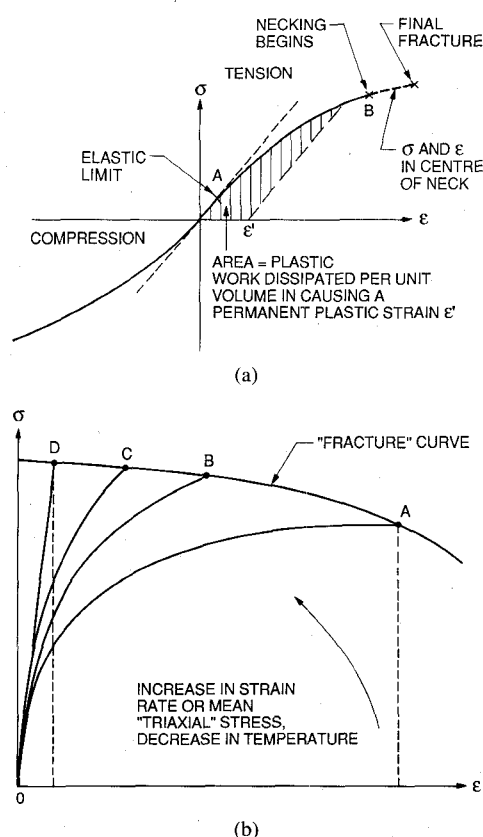 NECKING
BEGINS
FINAL
FRACTURE
TENSION
σ
B
ELASTIC
LIMIT
A
σ AND ε
IN CENTRE
OF NECK
ε'
ε
COMPRESSION
AREA = PLASTIC
WORK DISSIPATED PER UNIT
VOLUME IN CAUSING A
PERMANENT PLASTIC STRAIN ε'
(a)
σ
D
C
B
"FRACTURE" CURVE
A
INCREASE IN STRAIN
RATE OR MEAN
"TRIAXIAL" STRESS,
DECREASE IN TEMPERATURE
0
ε
(b)